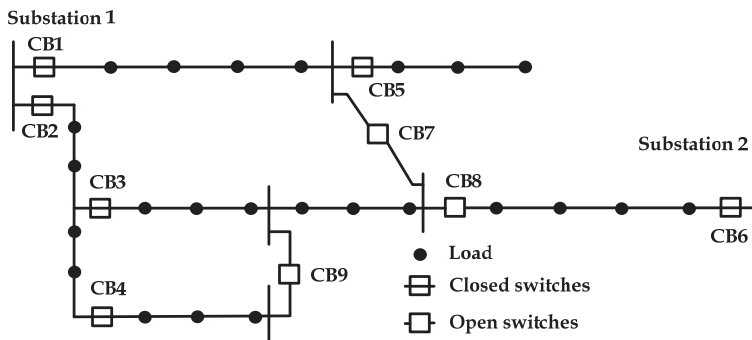 Substation 1
CB1
CB5
CB2
CB7
Substation 2
CB3
CB8
CB6
Load
CB9
CB4
Closed switches
Open switches